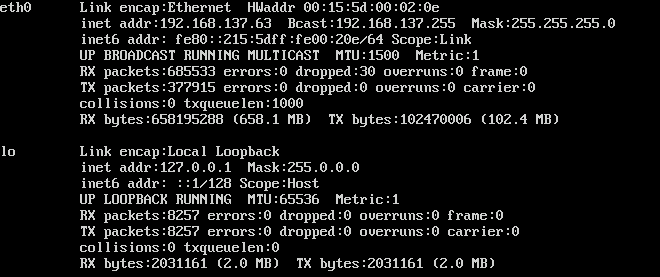 eth0 Link encap:Ethernet HWaddr 00:15:5d:00:02:0e
inet addr:192.168.137.63 Bcast:192.168.137.255 Mask:255.255.255.0
inet6 addr: fe80::215:5dff:fe00:20e/64 Scope:Link
UP BROADCAST RUNNING MULTICAST MTU:1500 Metric:1
RX packets:685533 errors:0 dropped:30 overruns:0 frame:0
TX packets:377915 errors:0 dropped:0 overruns:0 carrier:0
collisions:0 txqueuelen:1000
RX bytes:658195288 (658.1 MB) TX bytes:102470006 (102.4 MB)
lo Link encap:Local Loopback
inet addr:127.0.0.1 Mask:255.0.0.0
inet6 addr: ::1/128 Scope:Host
UP LOOPBACK RUNNING MTU:65536 Metric:1
RX packets:8257 errors:0 dropped:0 overruns:0 frame:0
TX packets:8257 errors:0 dropped:0 overruns:0 carrier:0
collisions:0 txqueuelen:0
RX bytes:2031161 (2.0 MB) TX bytes:2031161 (2.0 MB)